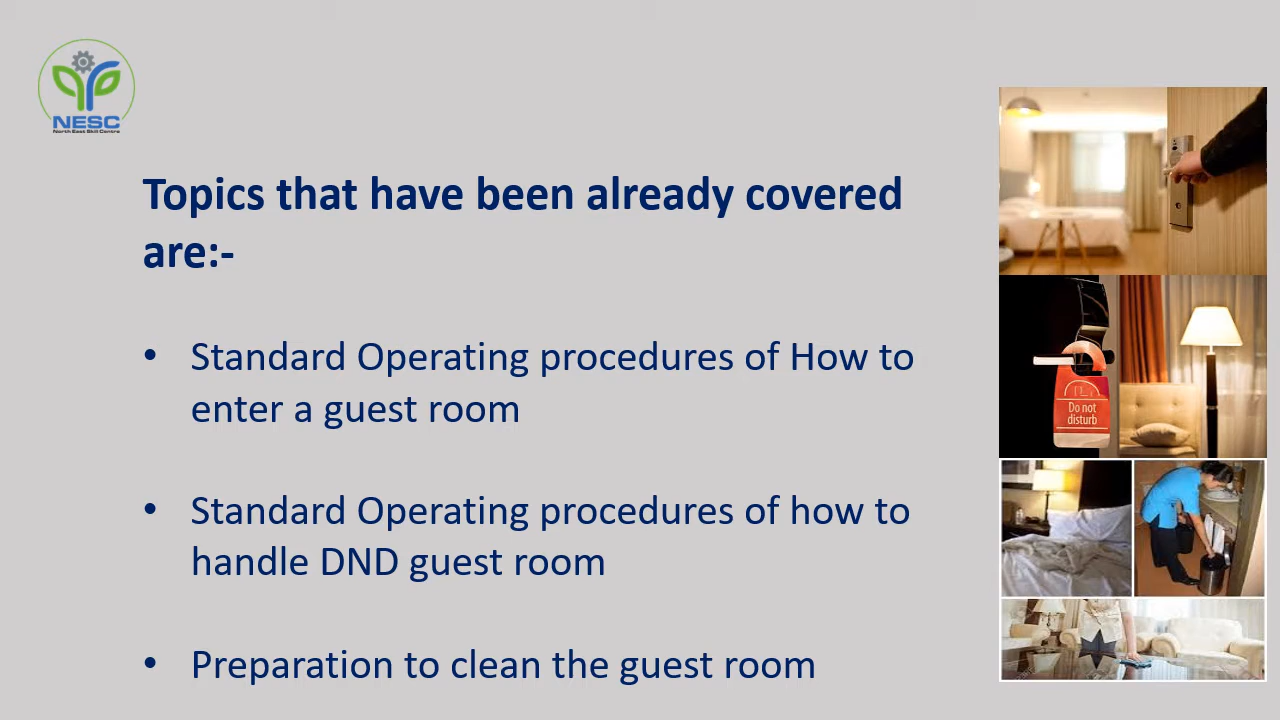 NESC
North East Skill Centre
Topics that have been already covered
are:-
• Standard Operating procedures of How to
enter a guest room
• Standard Operating procedures of how to
handle DND guest room
• Preparation to clean the guest room
Do not
disturb